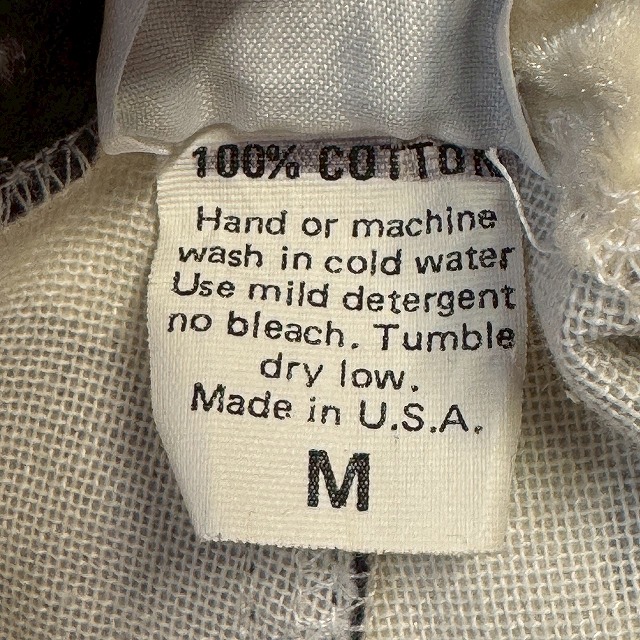 100% COTTON
Hand or machine
wash in cold water
Use mild detergent
no bleach. Tumble
dry low.
Made in U.S.A.
M